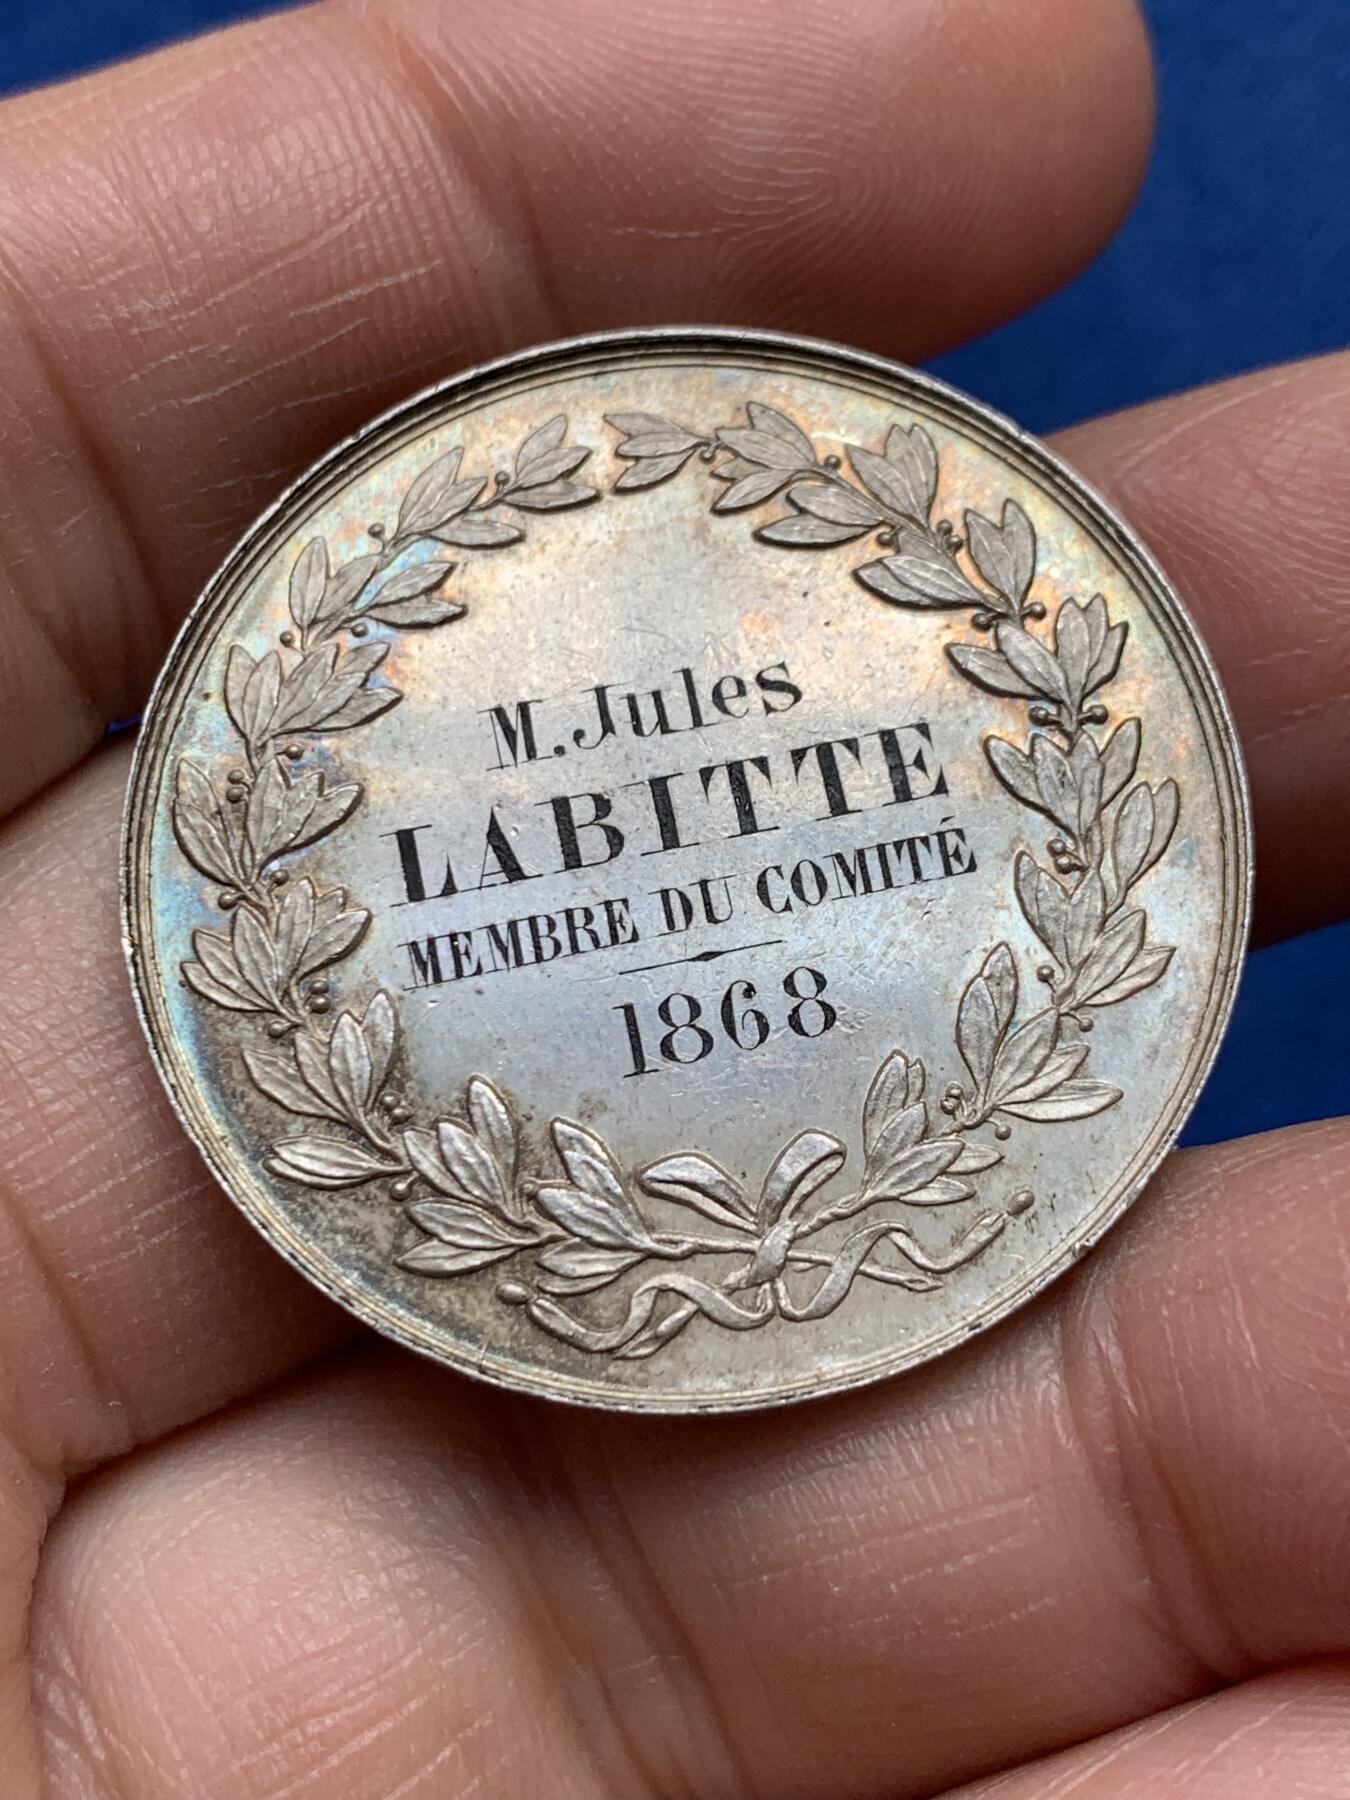 M. Jules
LABITTE
MEMBRE DU COMITÉ
1868